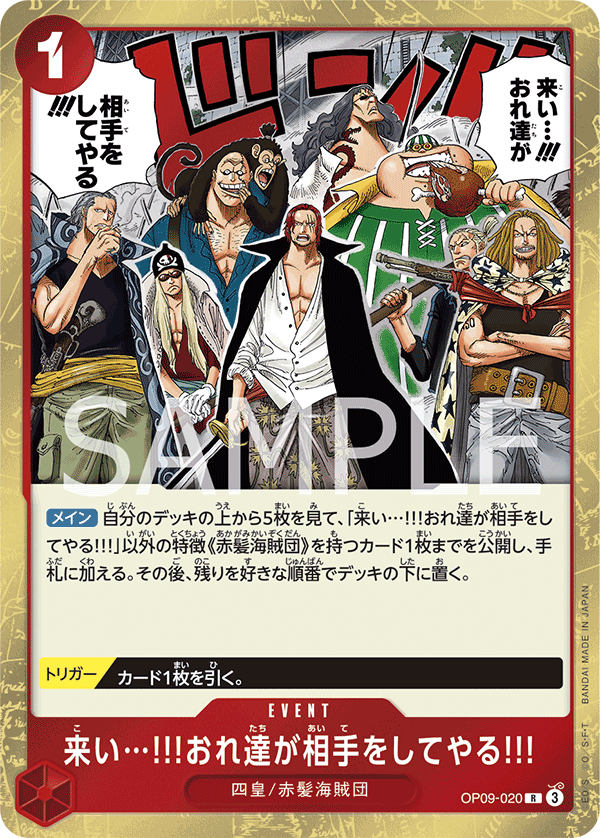 1
来い…!!!
おれ達が
相手を
してやる
!!!
ドーン
SAMPLE
メイン 自分のデッキの上から5枚を見て、「来い…!!!おれ達が相手をし
てやる!!!」以外の特徴《赤髪海賊団》を持つカード1枚までを公開し、手
札に加える。その後、残りを好きな順番でデッキの下に置く。
トリガー カード1枚を引く。
EVENT
来い…!!!おれ達が相手をしてやる!!!
四皇/赤髪海賊団
OP09-020 R 3
BANDAI MADE IN JAPAN